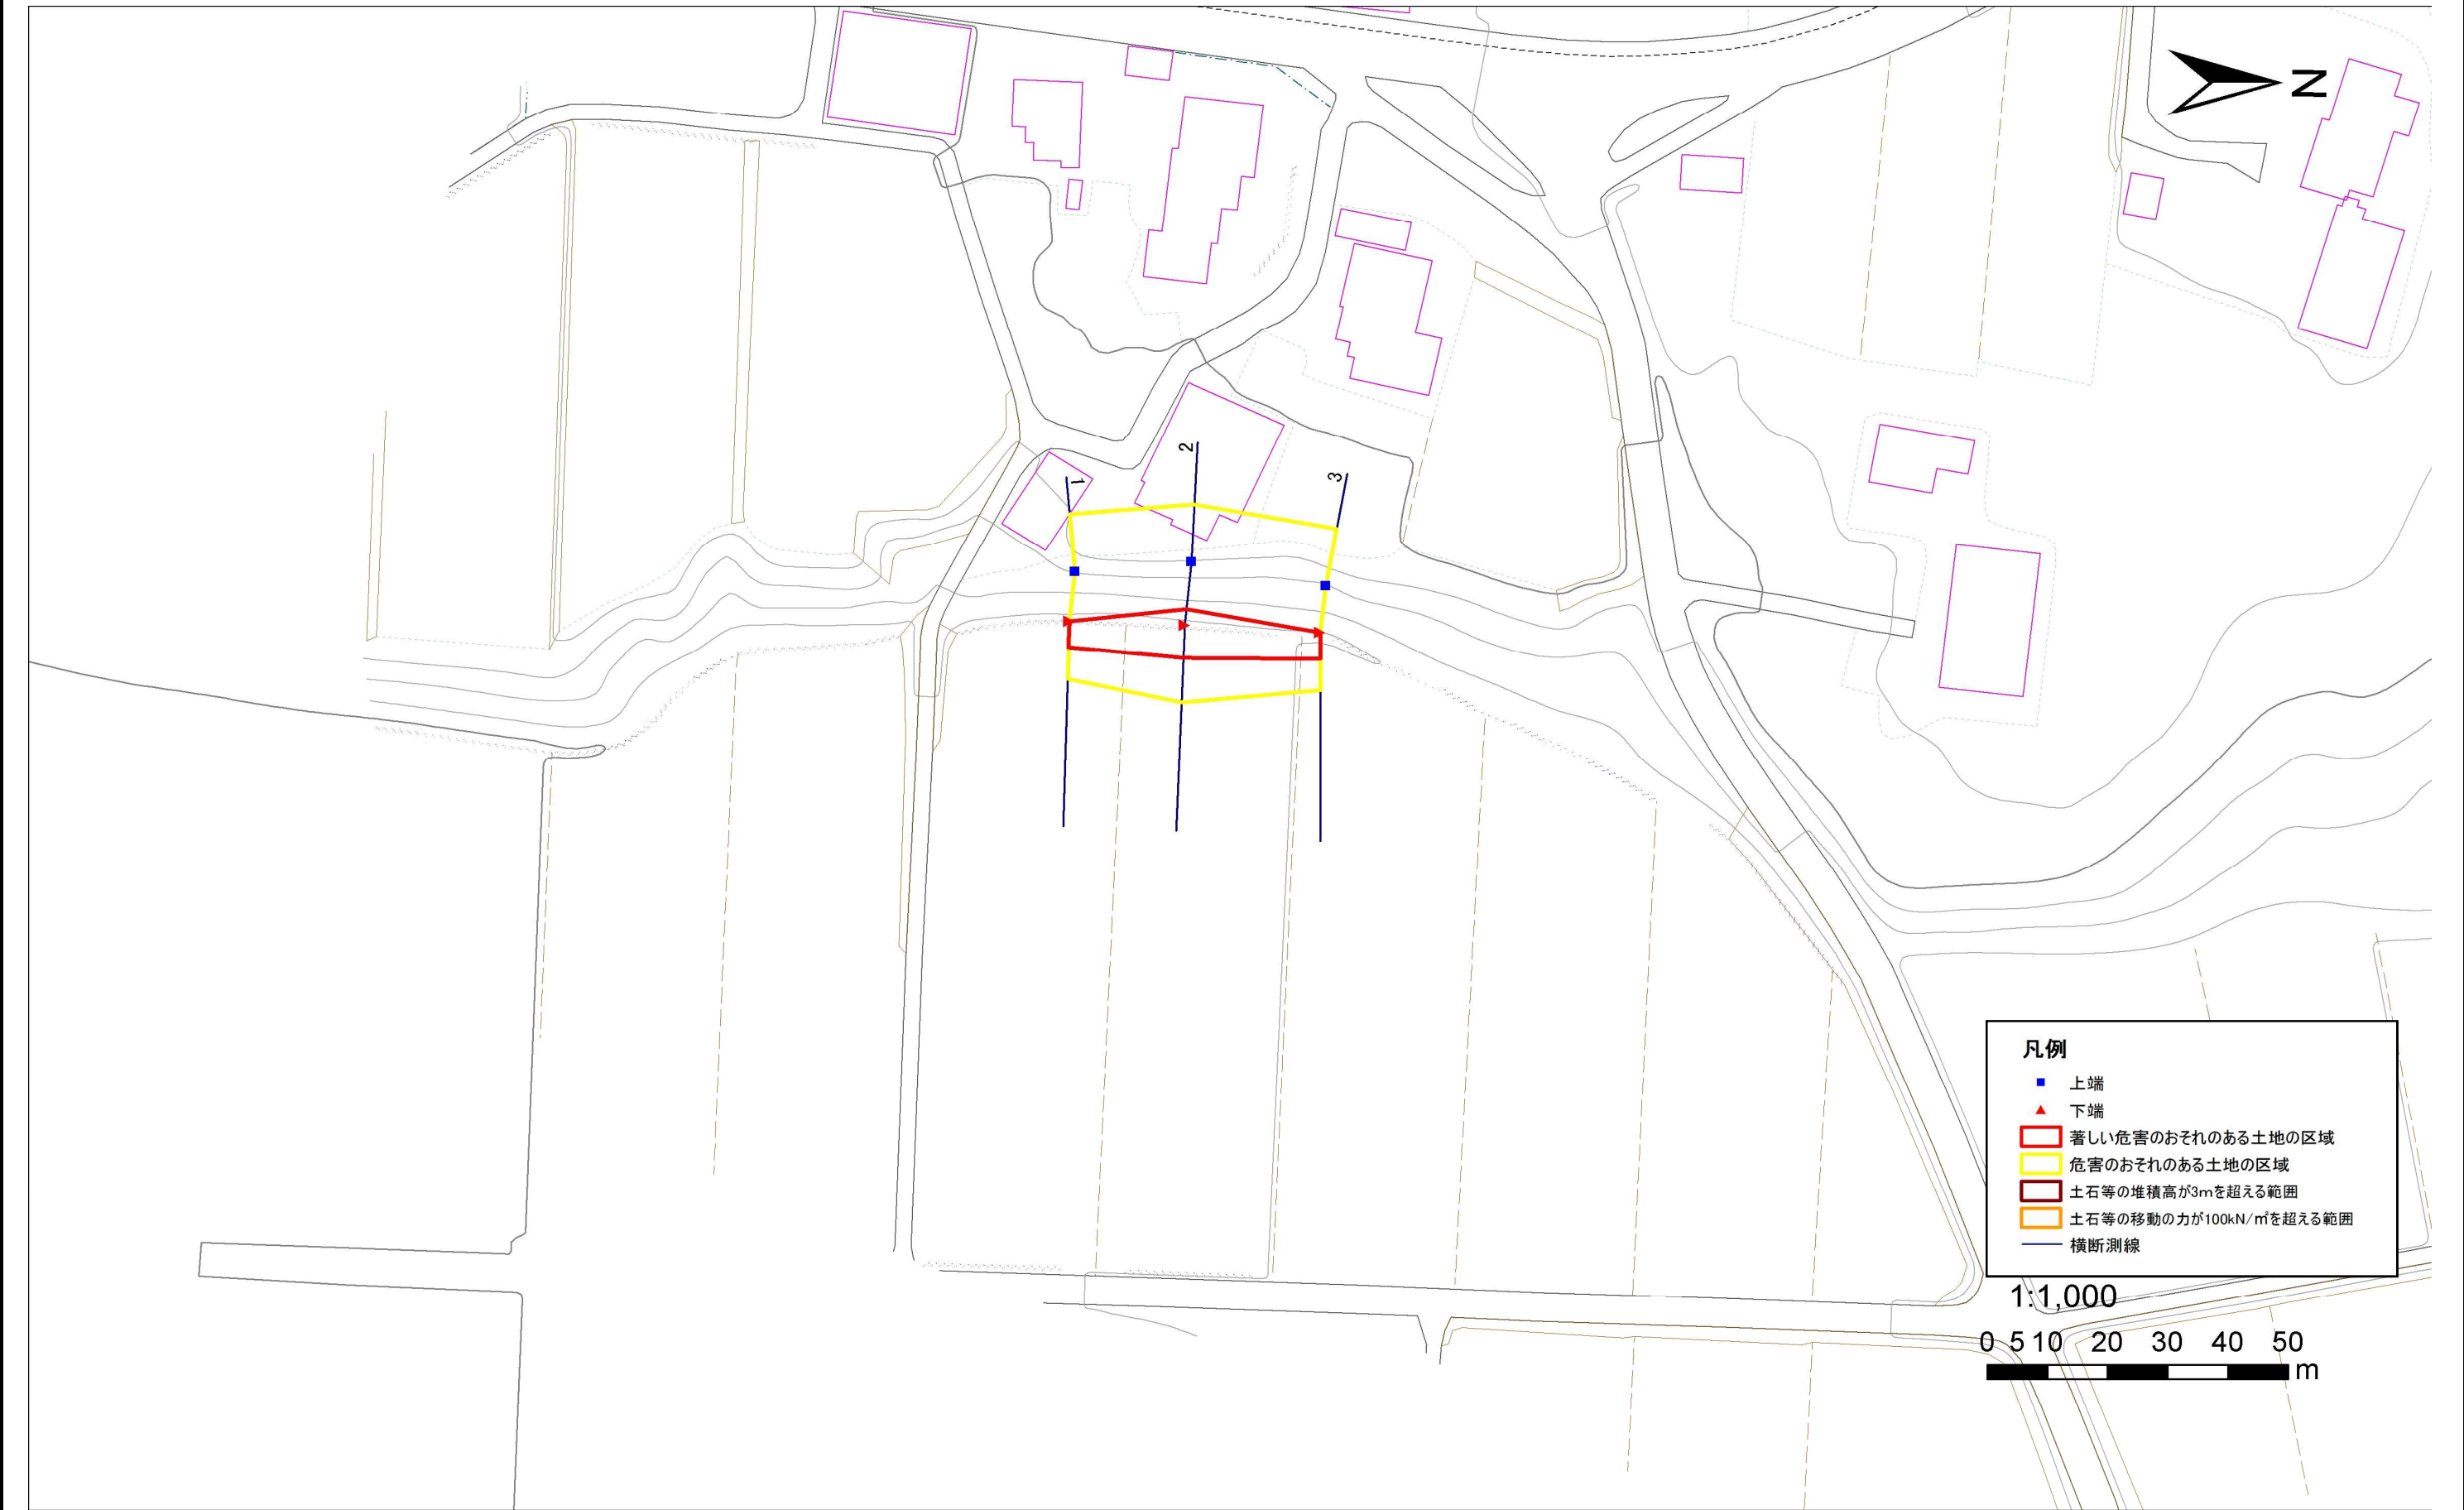 N
1
2
3
凡例
上端
下端
著しい危害のおそれのある土地の区域
危害のおそれのある土地の区域
土石等の堆積高が3mを超える範囲
土石等の移動の力が100kN/㎡を超える範囲
横断測線
1:1,000
0 5 10 20 30 40 50
m